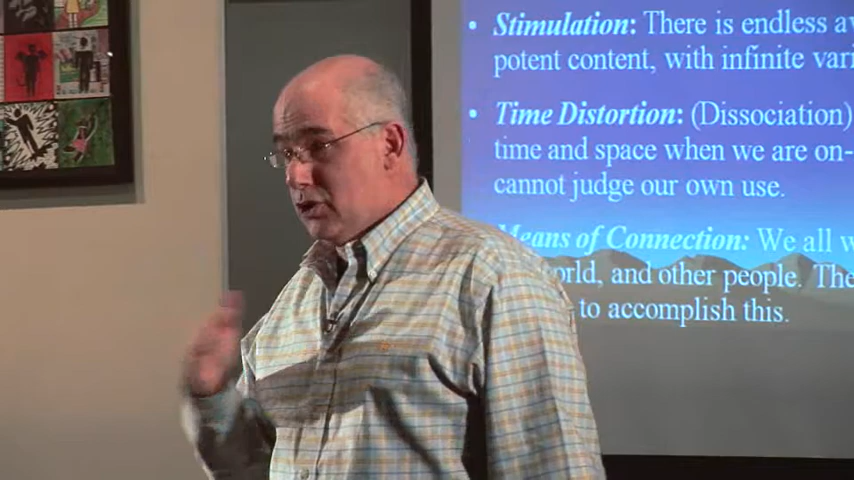 • Stimulation: There is endless av
potent content, with infinite vari
• Time Distortion: (Dissociation)
time and space when we are on-
cannot judge our own use.
Means of Connection: We all w
world, and other people. The
to accomplish this.